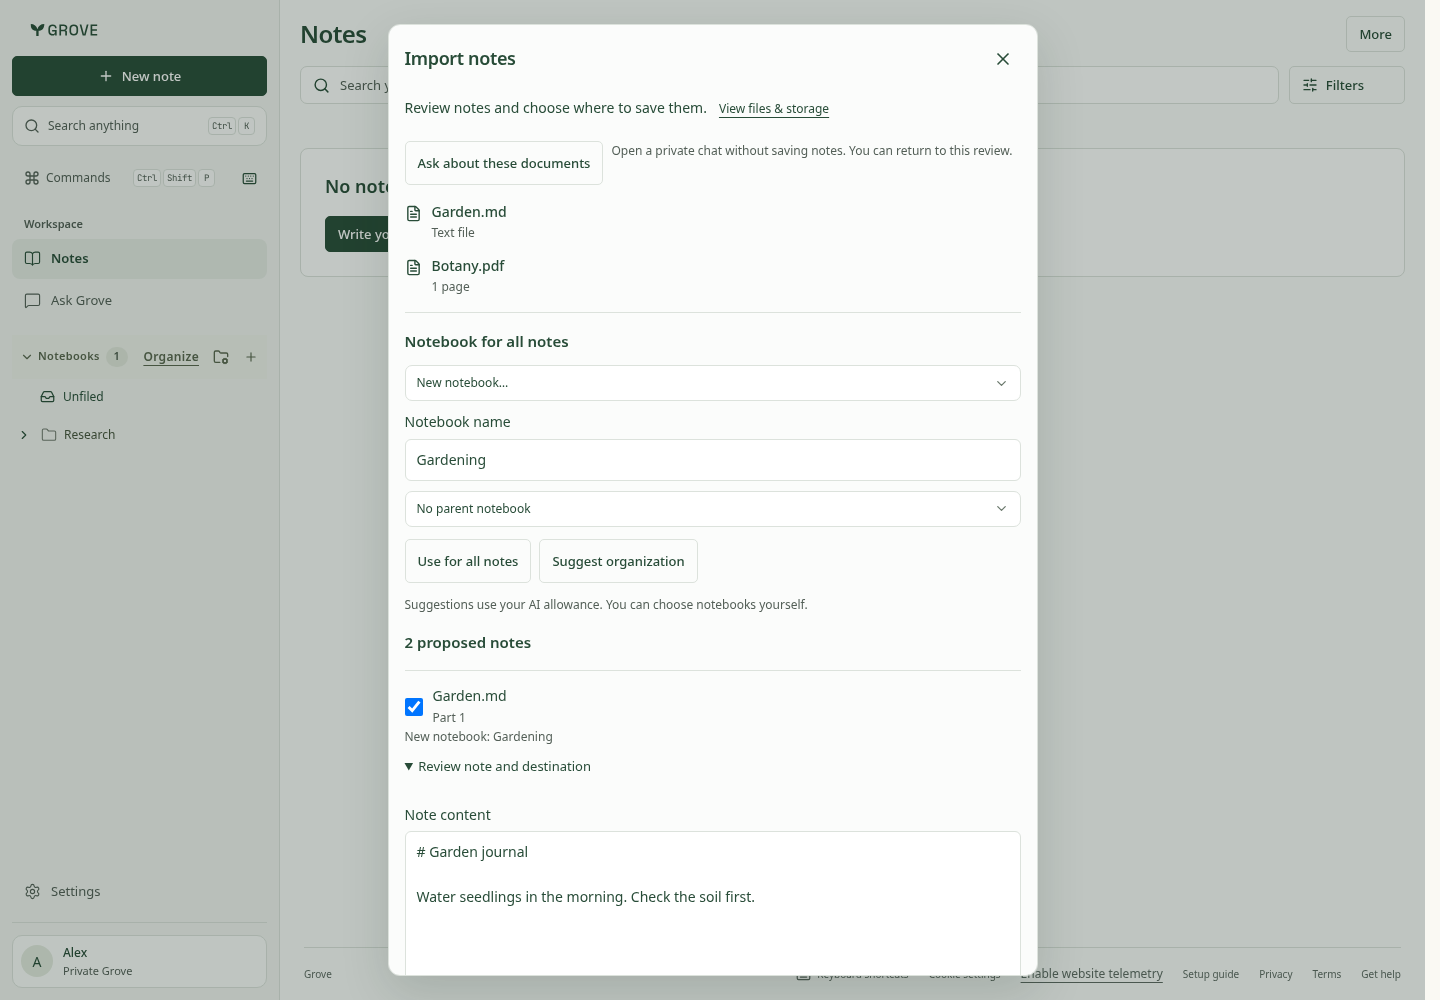 GROVE
New note
Search anything
Ctrl K
Commands
Ctrl Shift P
Workspace
Notes
Ask Grove
Notebooks 1 Organize
Unfiled
Research
Settings
A
Alex
Private Grove
Notes
More
Search
Filters
No
Write
Import notes
Review notes and choose where to save them. View files & storage
Ask about these documents
Open a private chat without saving notes. You can return to this review.
Garden.md
Text file
Botany.pdf
1 page
Notebook for all notes
New notebook...
Notebook name
Gardening
No parent notebook
Use for all notes
Suggest organization
Suggestions use your AI allowance. You can choose notebooks yourself.
2 proposed notes
Garden.md
Part 1
New notebook: Gardening
Review note and destination
Note content
# Garden journal
Water seedlings in the morning. Check the soil first.
Grove
Keyboard shortcuts Cookie settings Enable website telemetry Setup guide Privacy Terms Get help